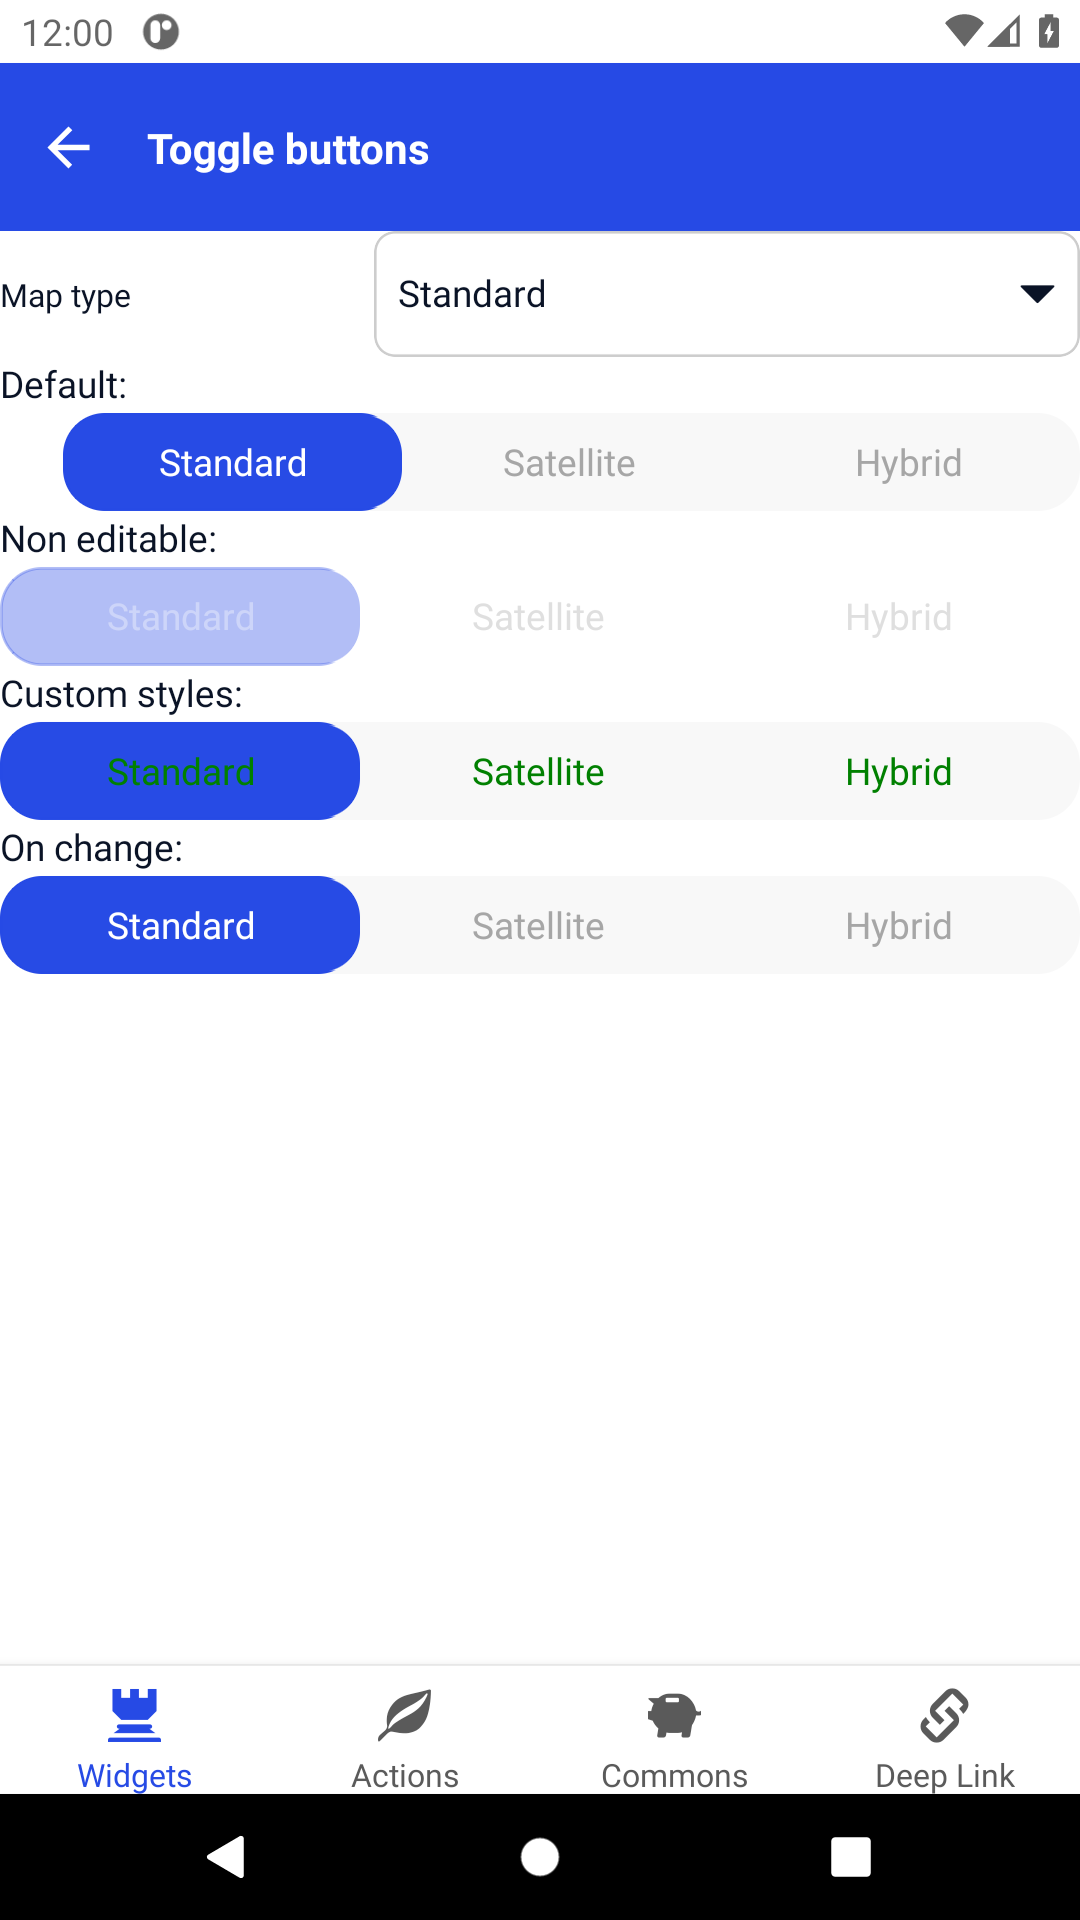 12:00
Toggle buttons
Map type
Standard
Default:
Standard Satellite Hybrid
Non editable:
Standard Satellite Hybrid
Custom styles:
Standard Satellite Hybrid
On change:
Standard Satellite Hybrid
Widgets Actions Commons Deep Link